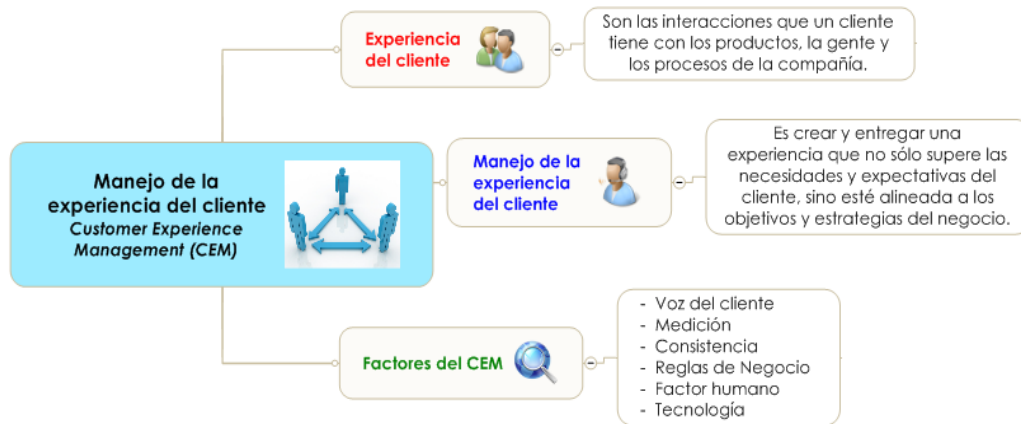 Manejo de la
experiencia del cliente
Customer Experience
Management (CEM)
Experiencia
del cliente
Son las interacciones que un cliente
tiene con los productos, la gente y
los procesos de la compañía.
Manejo de la
experiencia
del cliente
Es crear y entregar una
experiencia que no sólo supere las
necesidades y expectativas del
cliente, sino esté alineada a los
objetivos y estrategias del negocio.
Factores del CEM
- Voz del cliente
- Medición
- Consistencia
- Reglas de Negocio
- Factor humano
- Tecnología